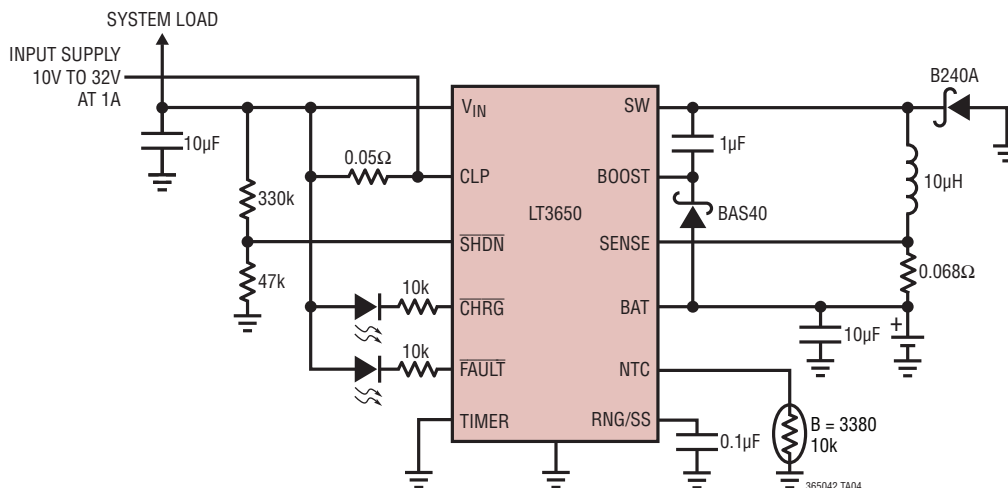 SYSTEM LOAD
INPUT SUPPLY
10V TO 32V
AT 1A
10µF
330k
47k
0.05Ω
10k
10k
VIN
CLP
SHDN
CHRG
FAULT
TIMER
LT3650
SW
BOOST
SENSE
BAT
NTC
RNG/SS
1µF
BAS40
B240A
10µH
0.068Ω
10µF
+
B = 3380
10k
0.1µF
365042 TA04